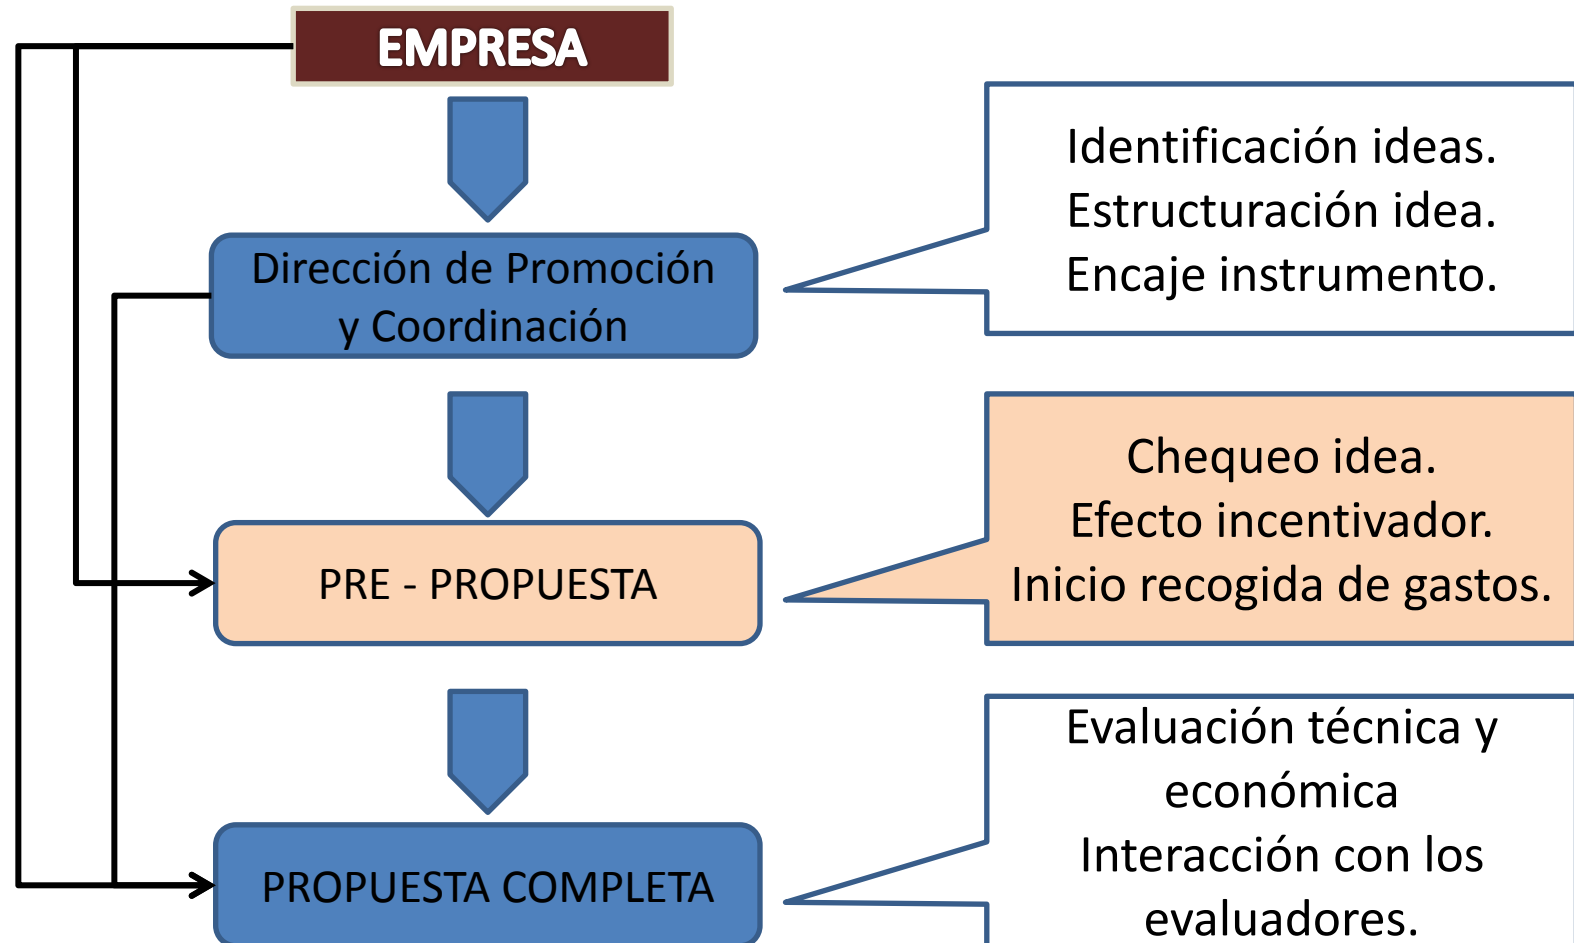 EMPRESA
Identificación ideas.
Estructuración idea.
Encaje instrumento.
Dirección de Promoción
y Coordinación
Chequeo idea.
Efecto incentivador.
Inicio recogida de gastos.
PRE - PROPUESTA
Evaluación técnica y
económica
Interacción con los
evaluadores.
PROPUESTA COMPLETA